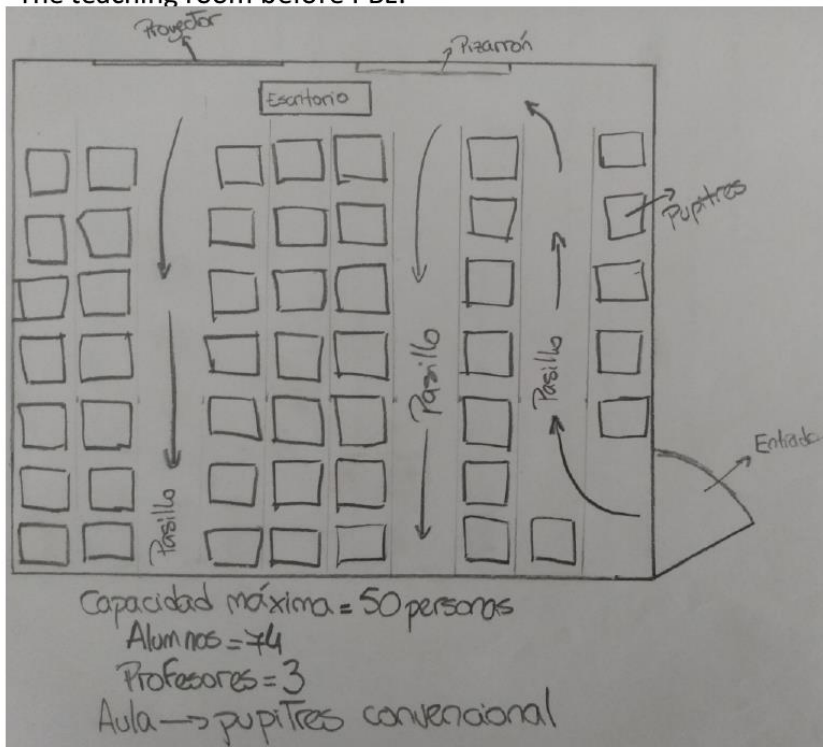 The teaching room before PBL.
Proyector
Pizarrón
Escritorio
Pupitres
Pasillo
Pasillo
Pasillo
Entrada
Capacidad máxima = 50 personas
Alumnos = 74
Profesores = 3
Aula → pupitres convencional